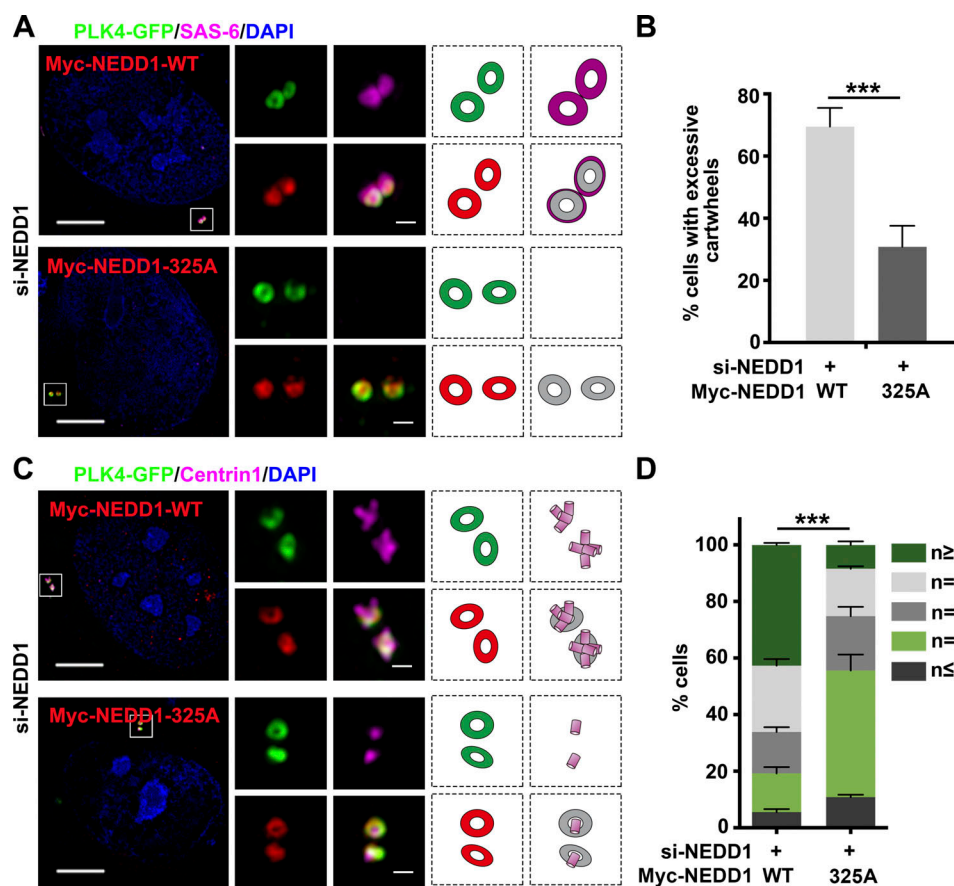 A
PLK4-GFP/SAS-6/DAPI
Myc-NEDD1-WT
Myc-NEDD1-325A
si-NEDD1
B
% cells with excessive
cartwheels
80
60
40
20
0
***
si-NEDD1 + +
Myc-NEDD1 WT 325A
C
PLK4-GFP/Centrin1/DAPI
Myc-NEDD1-WT
Myc-NEDD1-325A
si-NEDD1
D
% cells
100
80
60
40
20
0
***
n≥
n=
n=
n=
n≤
si-NEDD1 + +
Myc-NEDD1 WT 325A